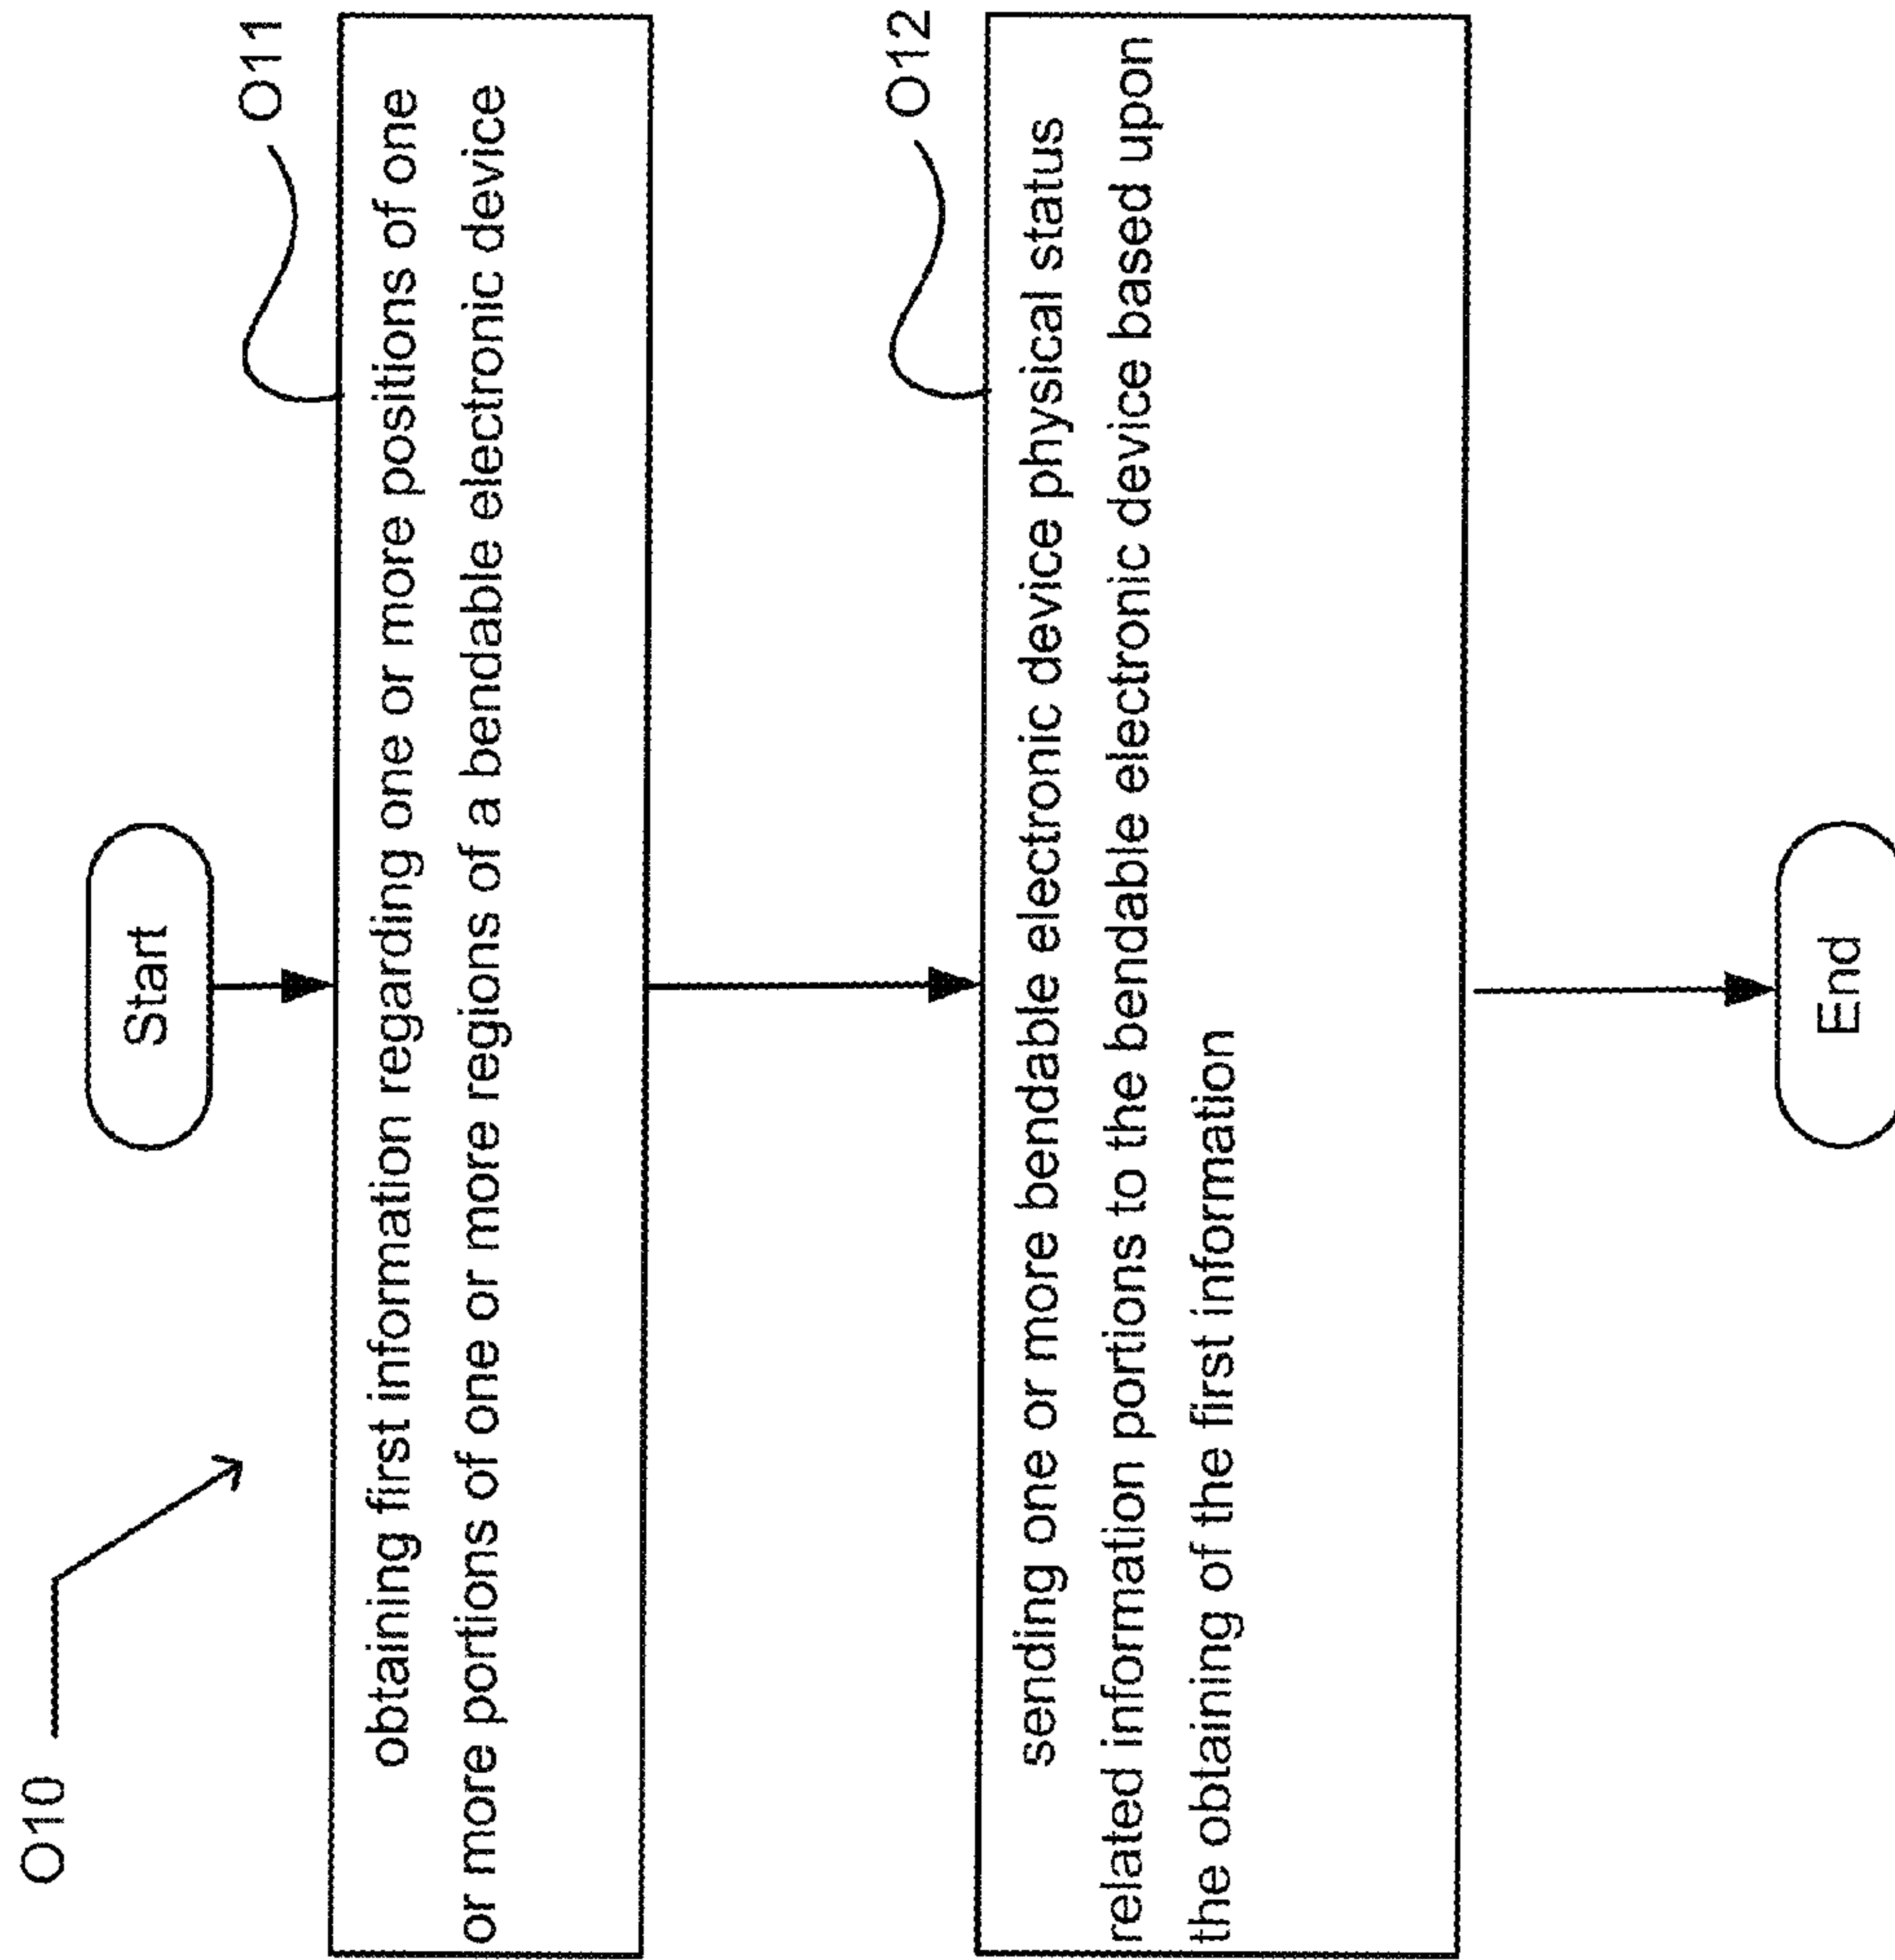 O10
Start
O11
obtaining first information regarding one or more positions of one
or more portions of one or more regions of a bendable electronic device
O12
sending one or more bendable electronic device physical status
related information portions to the bendable electronic device based upon
the obtaining of the first information
End